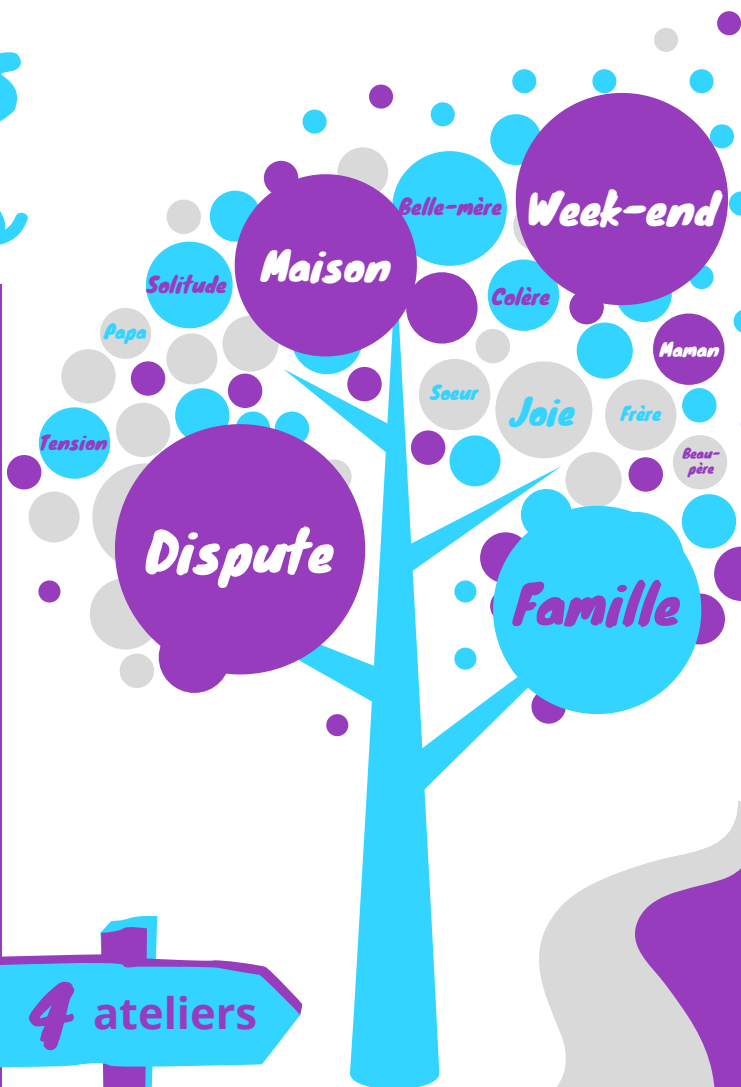 Belle-mère
Week-end
Maison
Solitude
Colère
Papa
Maman
Soeur
Joie
Frère
Tension
Beau-
père
Dispute
Famille
4 ateliers